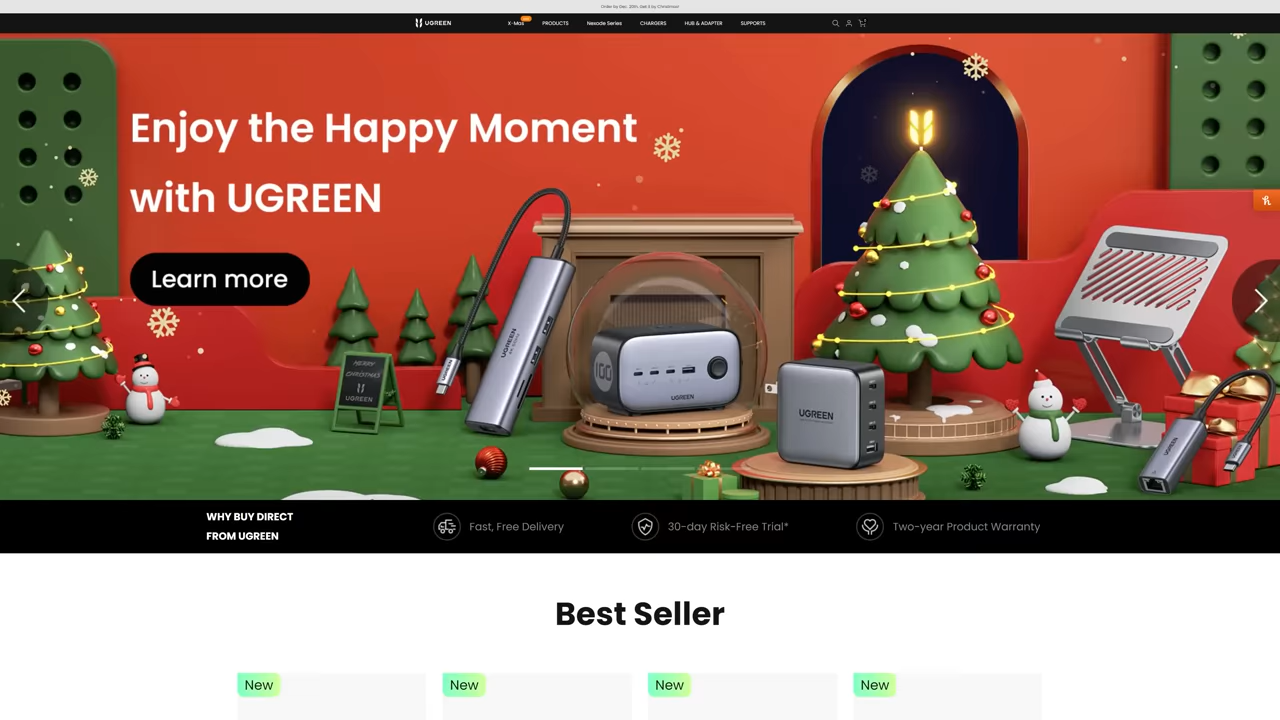 Order by Dec. 20th, Get it by Christmas!
UGREEN
X-Mas
PRODUCTS
Nexode Series
CHARGERS
HUB & ADAPTER
SUPPORTS
Enjoy the Happy Moment
with UGREEN
Learn more
MERRY
CHRISTMAS
UGREEN
UGREEN
UGREEN
100
UGREEN
UGREEN
UGREEN
WHY BUY DIRECT
FROM UGREEN
Fast, Free Delivery
30-day Risk-Free Trial*
Two-year Product Warranty
Best Seller
New
New
New
New